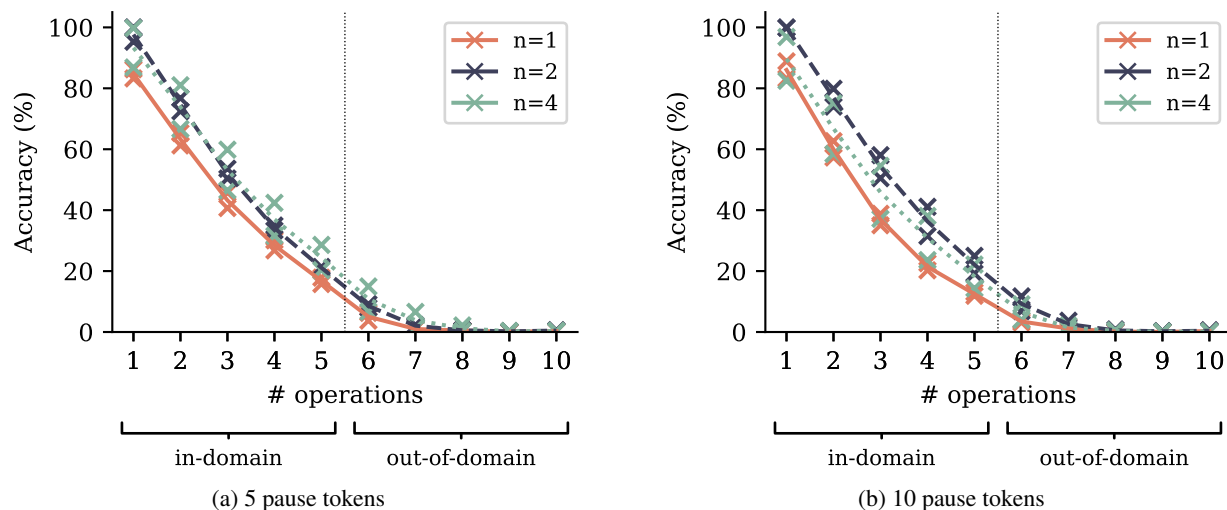 100
80
60
40
20
0
Accuracy (%)
n=1
n=2
n=4
1 2 3 4 5 6 7 8 9 10
# operations
in-domain out-of-domain
(a) 5 pause tokens
100
80
60
40
20
0
Accuracy (%)
n=1
n=2
n=4
1 2 3 4 5 6 7 8 9 10
# operations
in-domain out-of-domain
(b) 10 pause tokens